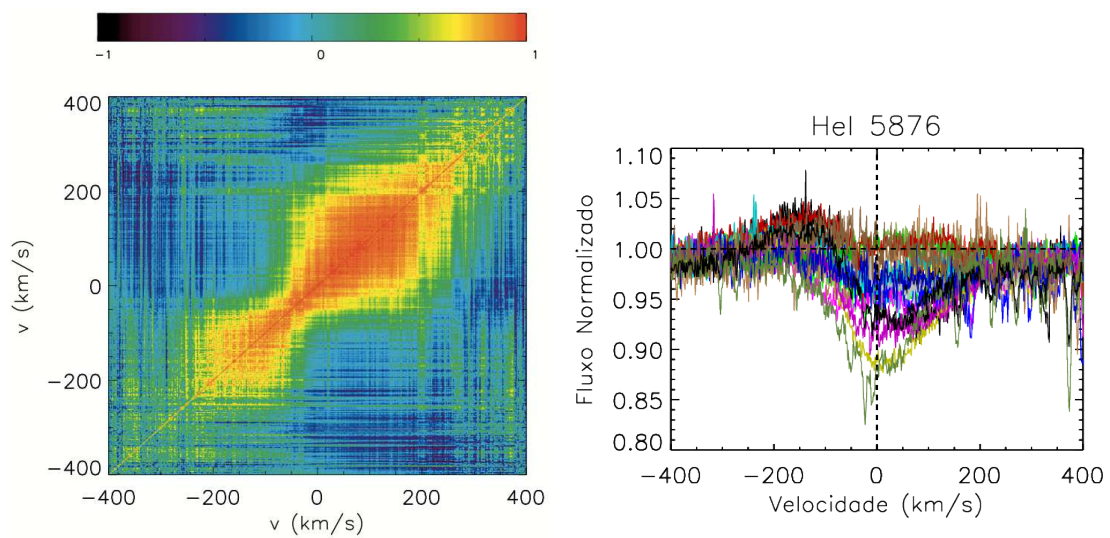 −1 0 1
400
200
0
−200
−400
v (km/s)
−400 −200 0 200 400
v (km/s)
HeI 5876
1.10
1.05
1.00
0.95
0.90
0.85
0.80
Fluxo Normalizado
−400 −200 0 200 400
Velocidade (km/s)